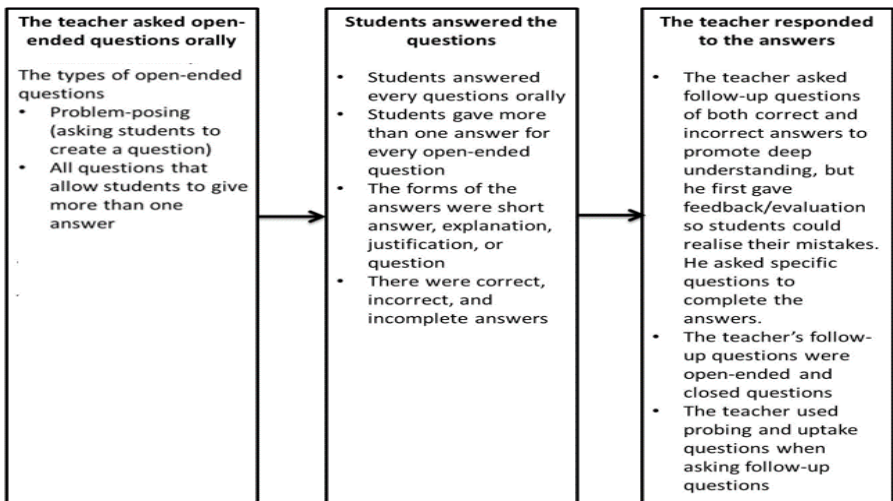 The teacher asked open-
ended questions orally
The types of open-ended
questions
• Problem-posing
(asking students to
create a question)
• All questions that
allow students to give
more than one
answer
Students answered the
questions
• Students answered
every questions orally
• Students gave more
than one answer for
every open-ended
question
• The forms of the
answers were short
answer, explanation,
justification, or
question
• There were correct,
incorrect, and
incomplete answers
The teacher responded
to the answers
• The teacher asked
follow-up questions
of both correct and
incorrect answers to
promote deep
understanding, but
he first gave
feedback/evaluation
so students could
realise their mistakes.
He asked specific
questions to
complete the
answers.
• The teacher’s follow-
up questions were
open-ended and
closed questions
• The teacher used
probing and uptake
questions when
asking follow-up
questions